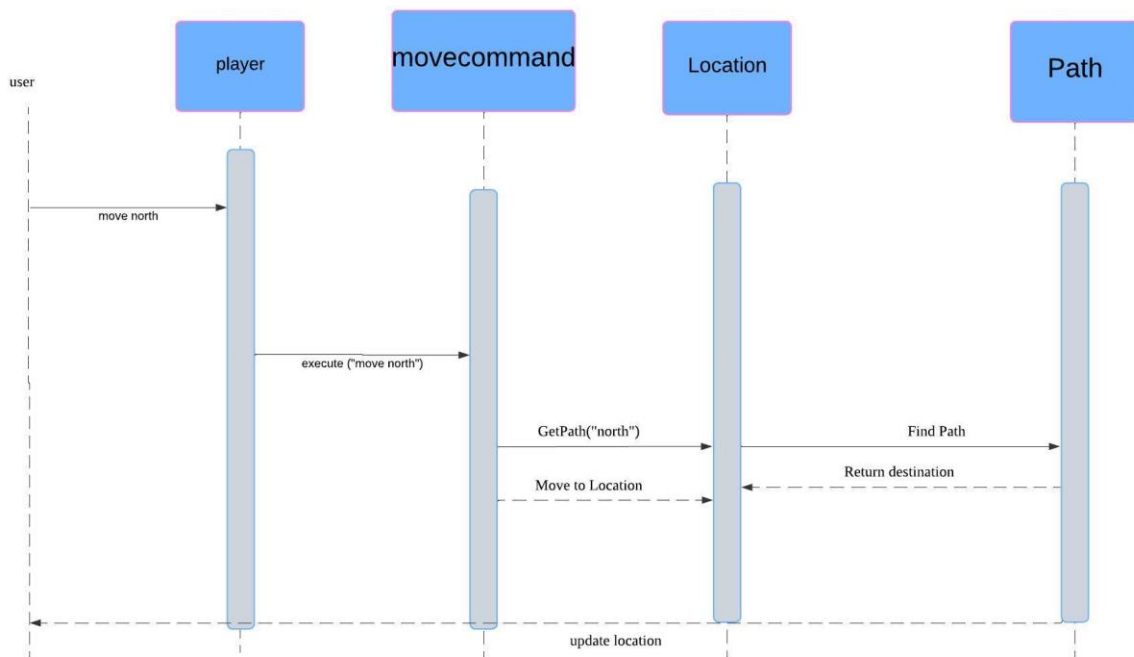 user
player
movecommand
Location
Path
move north
execute ("move north")
GetPath("north")
Find Path
Return destination
Move to Location
update location